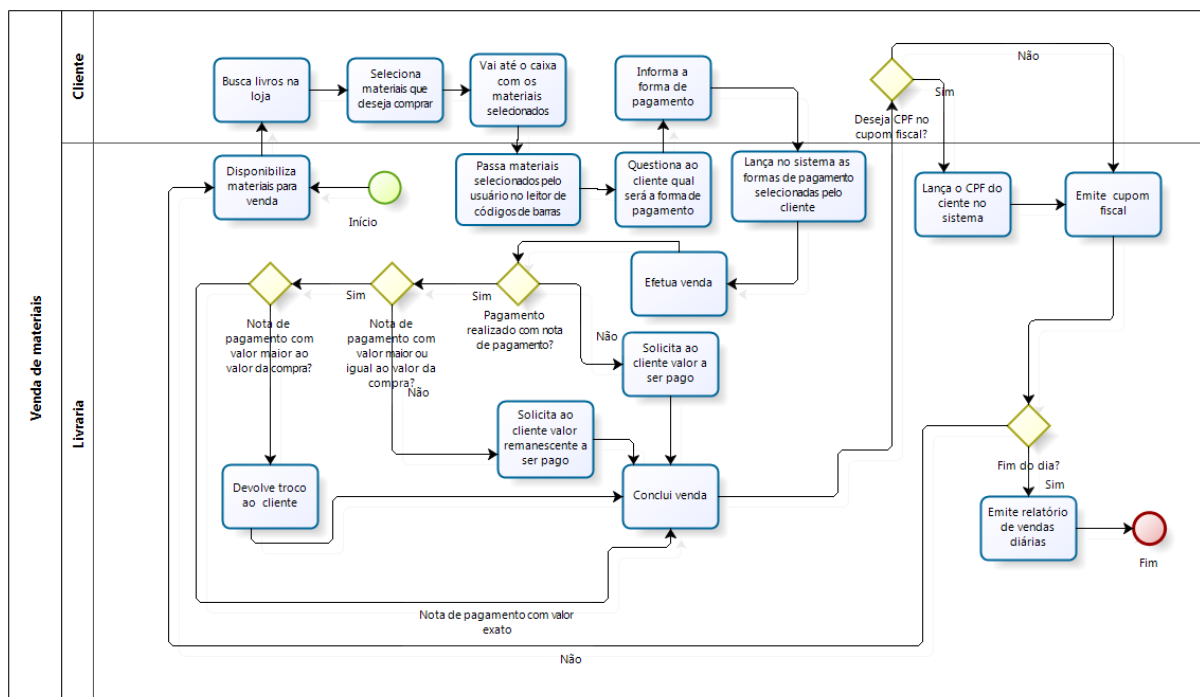 Venda de materiais
Cliente
Busca livros na
loja
Seleciona
materiais que
deseja comprar
Vai até o caixa
com os
materiais
selecionados
Informa a
forma de
pagamento
Não
Sim
Deseja CPF no
cupom fiscal?
Livraria
Disponibiliza
materiais para
venda
Início
Passa materiais
selecionados pelo
usuário no leitor de
códigos de barras
Questiona ao
cliente qual
será a forma de
pagamento
Lança no sistema as
formas de pagamento
selecionadas pelo
cliente
Lança o CPF do
ciente no
sistema
Emite cupom
fiscal
Efetua venda
Sim
Sim
Pagamento
realizado com nota
de pagamento?
Não
Nota de
pagamento com
valor maior ou
igual ao valor da
compra?
Não
Nota de
pagamento com
valor maior ao
valor da compra?
Solicita ao
cliente valor a
ser pago
Solicita ao
cliente valor
remanescente a
ser pago
Devolve troco
ao cliente
Conclui venda
Fim do dia?
Sim
Emite relatório
de vendas
diárias
Fim
Nota de pagamento com valor
exato
Não